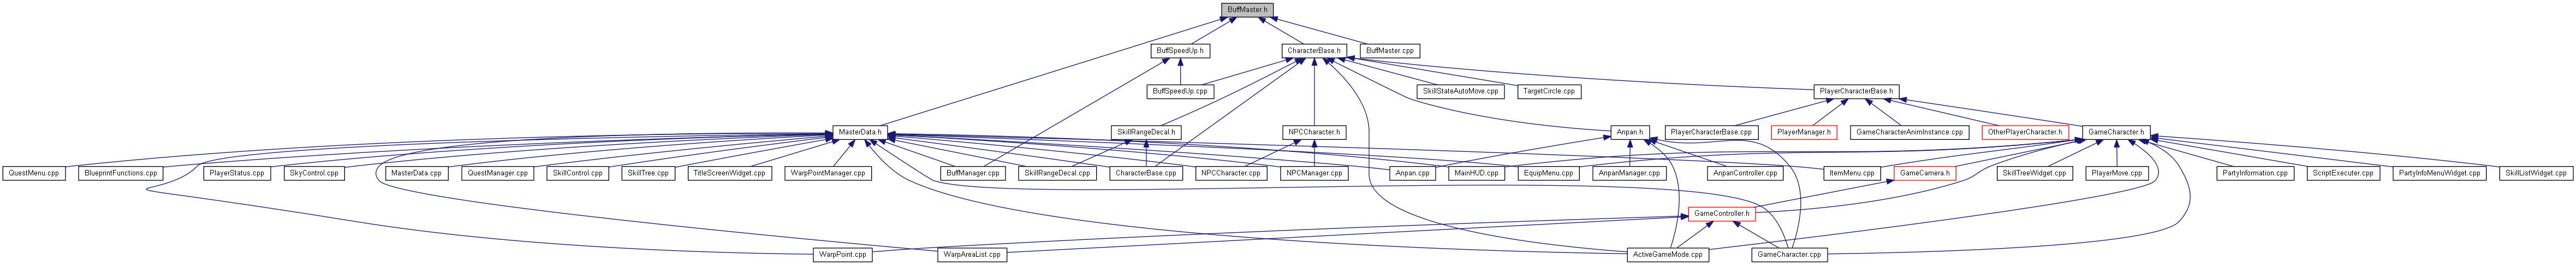 BuffMaster.h
BuffSpeedUp.h
CharacterBase.h
BuffMaster.cpp
BuffSpeedUp.cpp
SkillStateAutoMove.cpp
TargetCircle.cpp
PlayerCharacterBase.h
MasterData.h
SkillRangeDecal.h
NPCCharacter.h
Anpan.h
PlayerCharacterBase.cpp
PlayerManager.h
GameCharacterAnimInstance.cpp
OtherPlayerCharacter.h
GameCharacter.h
QuestMenu.cpp
BlueprintFunctions.cpp
PlayerStatus.cpp
SkyControl.cpp
MasterData.cpp
QuestManager.cpp
SkillControl.cpp
SkillTree.cpp
TitleScreenWidget.cpp
WarpPointManager.cpp
BuffManager.cpp
SkillRangeDecal.cpp
CharacterBase.cpp
NPCCharacter.cpp
NPCManager.cpp
Anpan.cpp
MainHUD.cpp
EquipMenu.cpp
AnpanManager.cpp
AnpanController.cpp
ItemMenu.cpp
GameCamera.h
SkillTreeWidget.cpp
PlayerMove.cpp
PartyInformation.cpp
ScriptExecuter.cpp
PartyInfoMenuWidget.cpp
SkillListWidget.cpp
GameController.h
WarpPoint.cpp
WarpAreaList.cpp
ActiveGameMode.cpp
GameCharacter.cpp